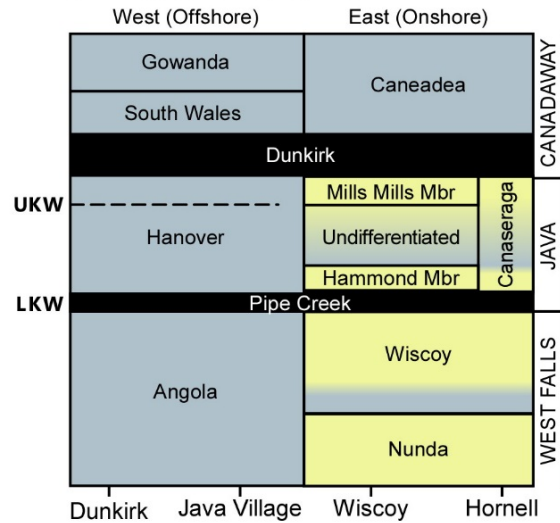 West (Offshore) East (Onshore)
Gowanda
South Wales
Caneadea
CANADAWAY
Dunkirk
UKW
Hanover
Mills Mills Mbr
Undifferentiated
Hammond Mbr
Canaseraga
JAVA
LKW
Pipe Creek
Angola
Wiscoy
Nunda
WEST FALLS
Dunkirk Java Village Wiscoy Hornell